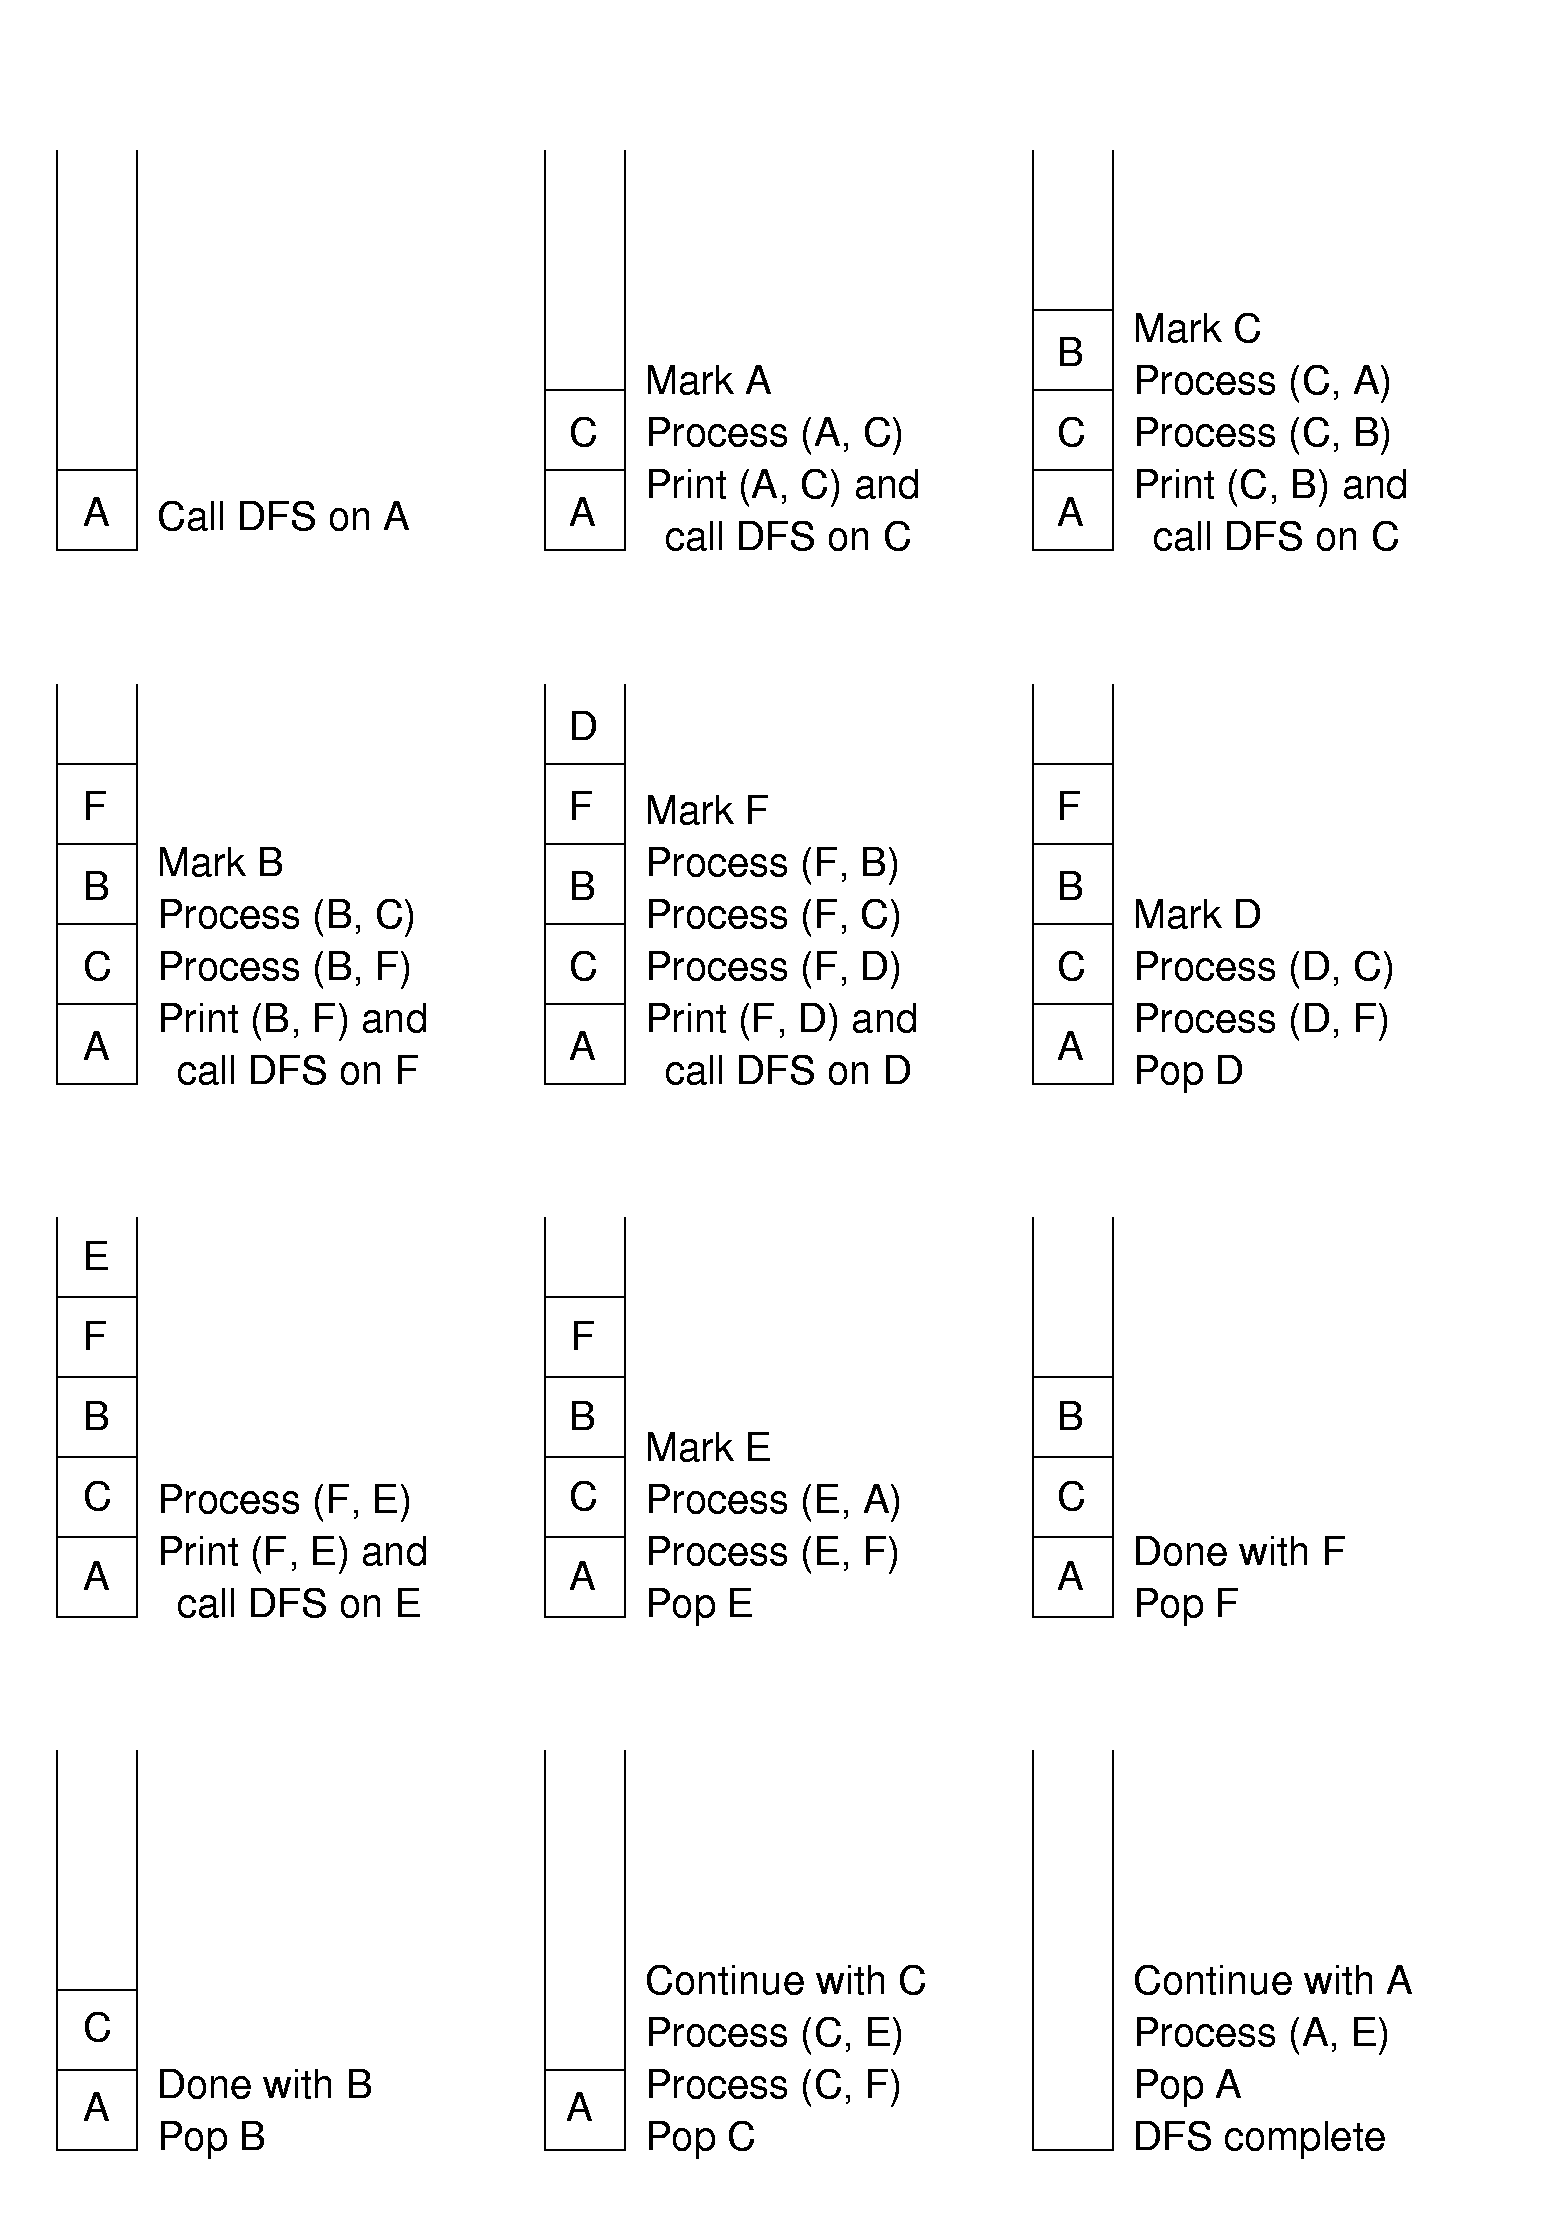 A
Call DFS on A
C
A
Mark A
Process (A, C)
Print (A, C) and
call DFS on C
B
C
A
Mark C
Process (C, A)
Process (C, B)
Print (C, B) and
call DFS on C
F
B
C
A
Mark B
Process (B, C)
Process (B, F)
Print (B, F) and
call DFS on F
D
F
B
C
A
Mark F
Process (F, B)
Process (F, C)
Process (F, D)
Print (F, D) and
call DFS on D
F
B
C
A
Mark D
Process (D, C)
Process (D, F)
Pop D
E
F
B
C
A
Process (F, E)
Print (F, E) and
call DFS on E
F
B
C
A
Mark E
Process (E, A)
Process (E, F)
Pop E
B
C
A
Done with F
Pop F
C
A
Done with B
Pop B
A
Continue with C
Process (C, E)
Process (C, F)
Pop C
Continue with A
Process (A, E)
Pop A
DFS complete